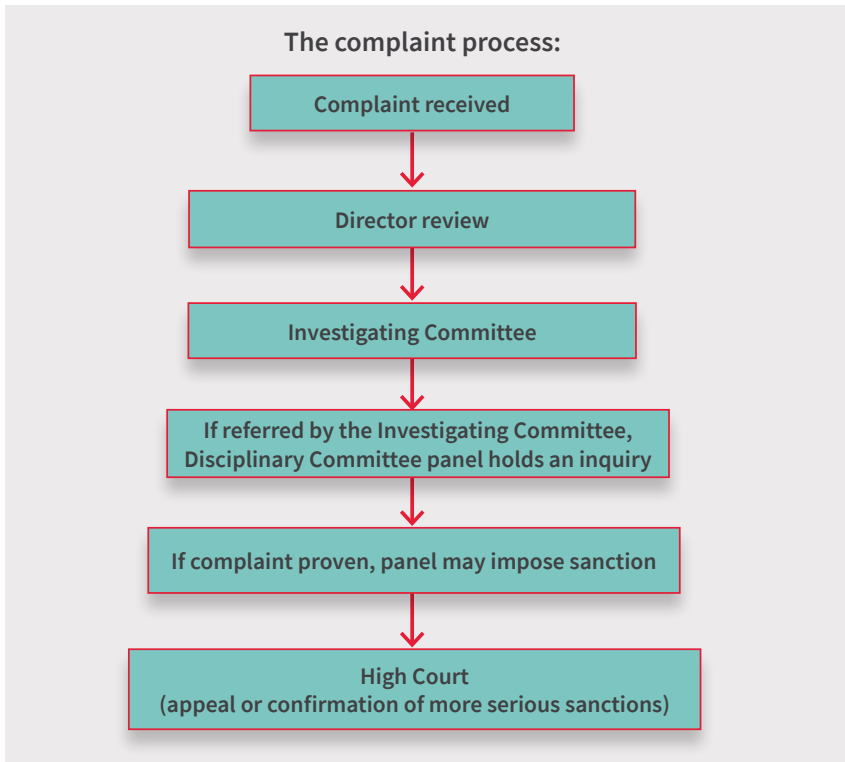 The complaint process:
Complaint received
Director review
Investigating Committee
If referred by the Investigating Committee,
Disciplinary Committee panel holds an inquiry
If complaint proven, panel may impose sanction
High Court
(appeal or confirmation of more serious sanctions)